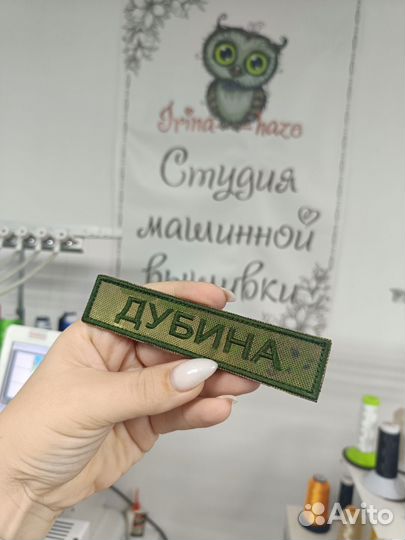 Irina haze
Студия
машинной
вышивки
ДУБИНА
Avito